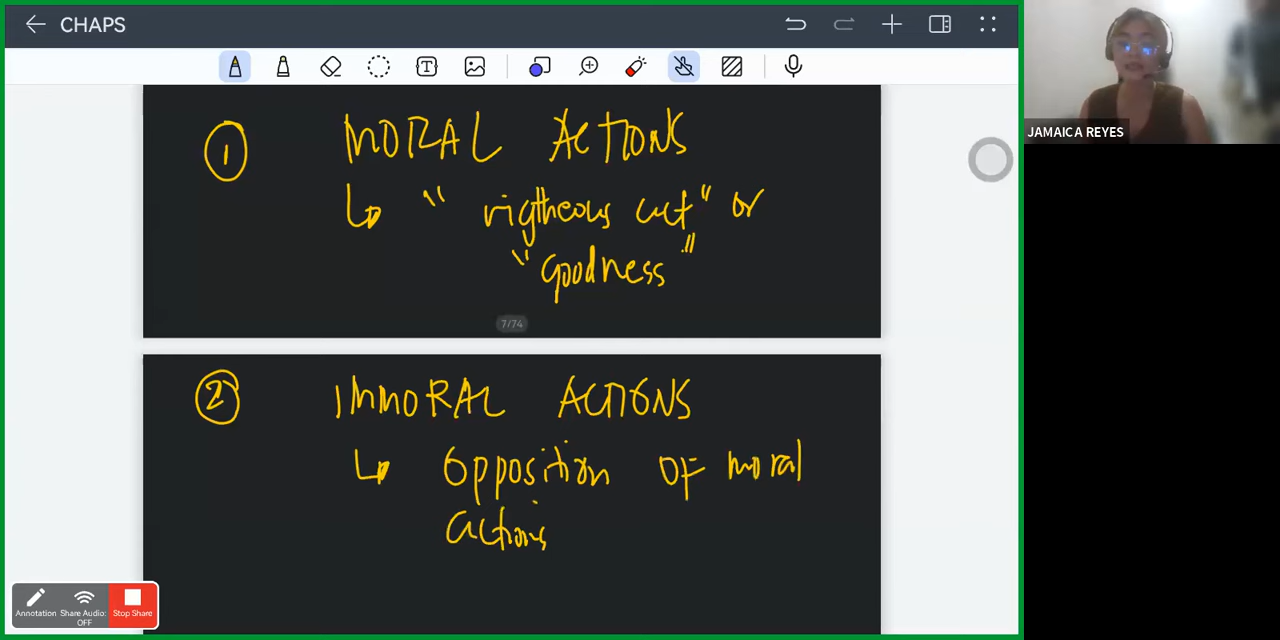 CHAPS
JAMAICA REYES
1 MORAL ACTIONS
"rigtheous act" or
"Goodness"
7/74
2 IMMORAL ACTIONS
Opposition OF moral
actions
Annotation Share Audio: OFF Stop Share